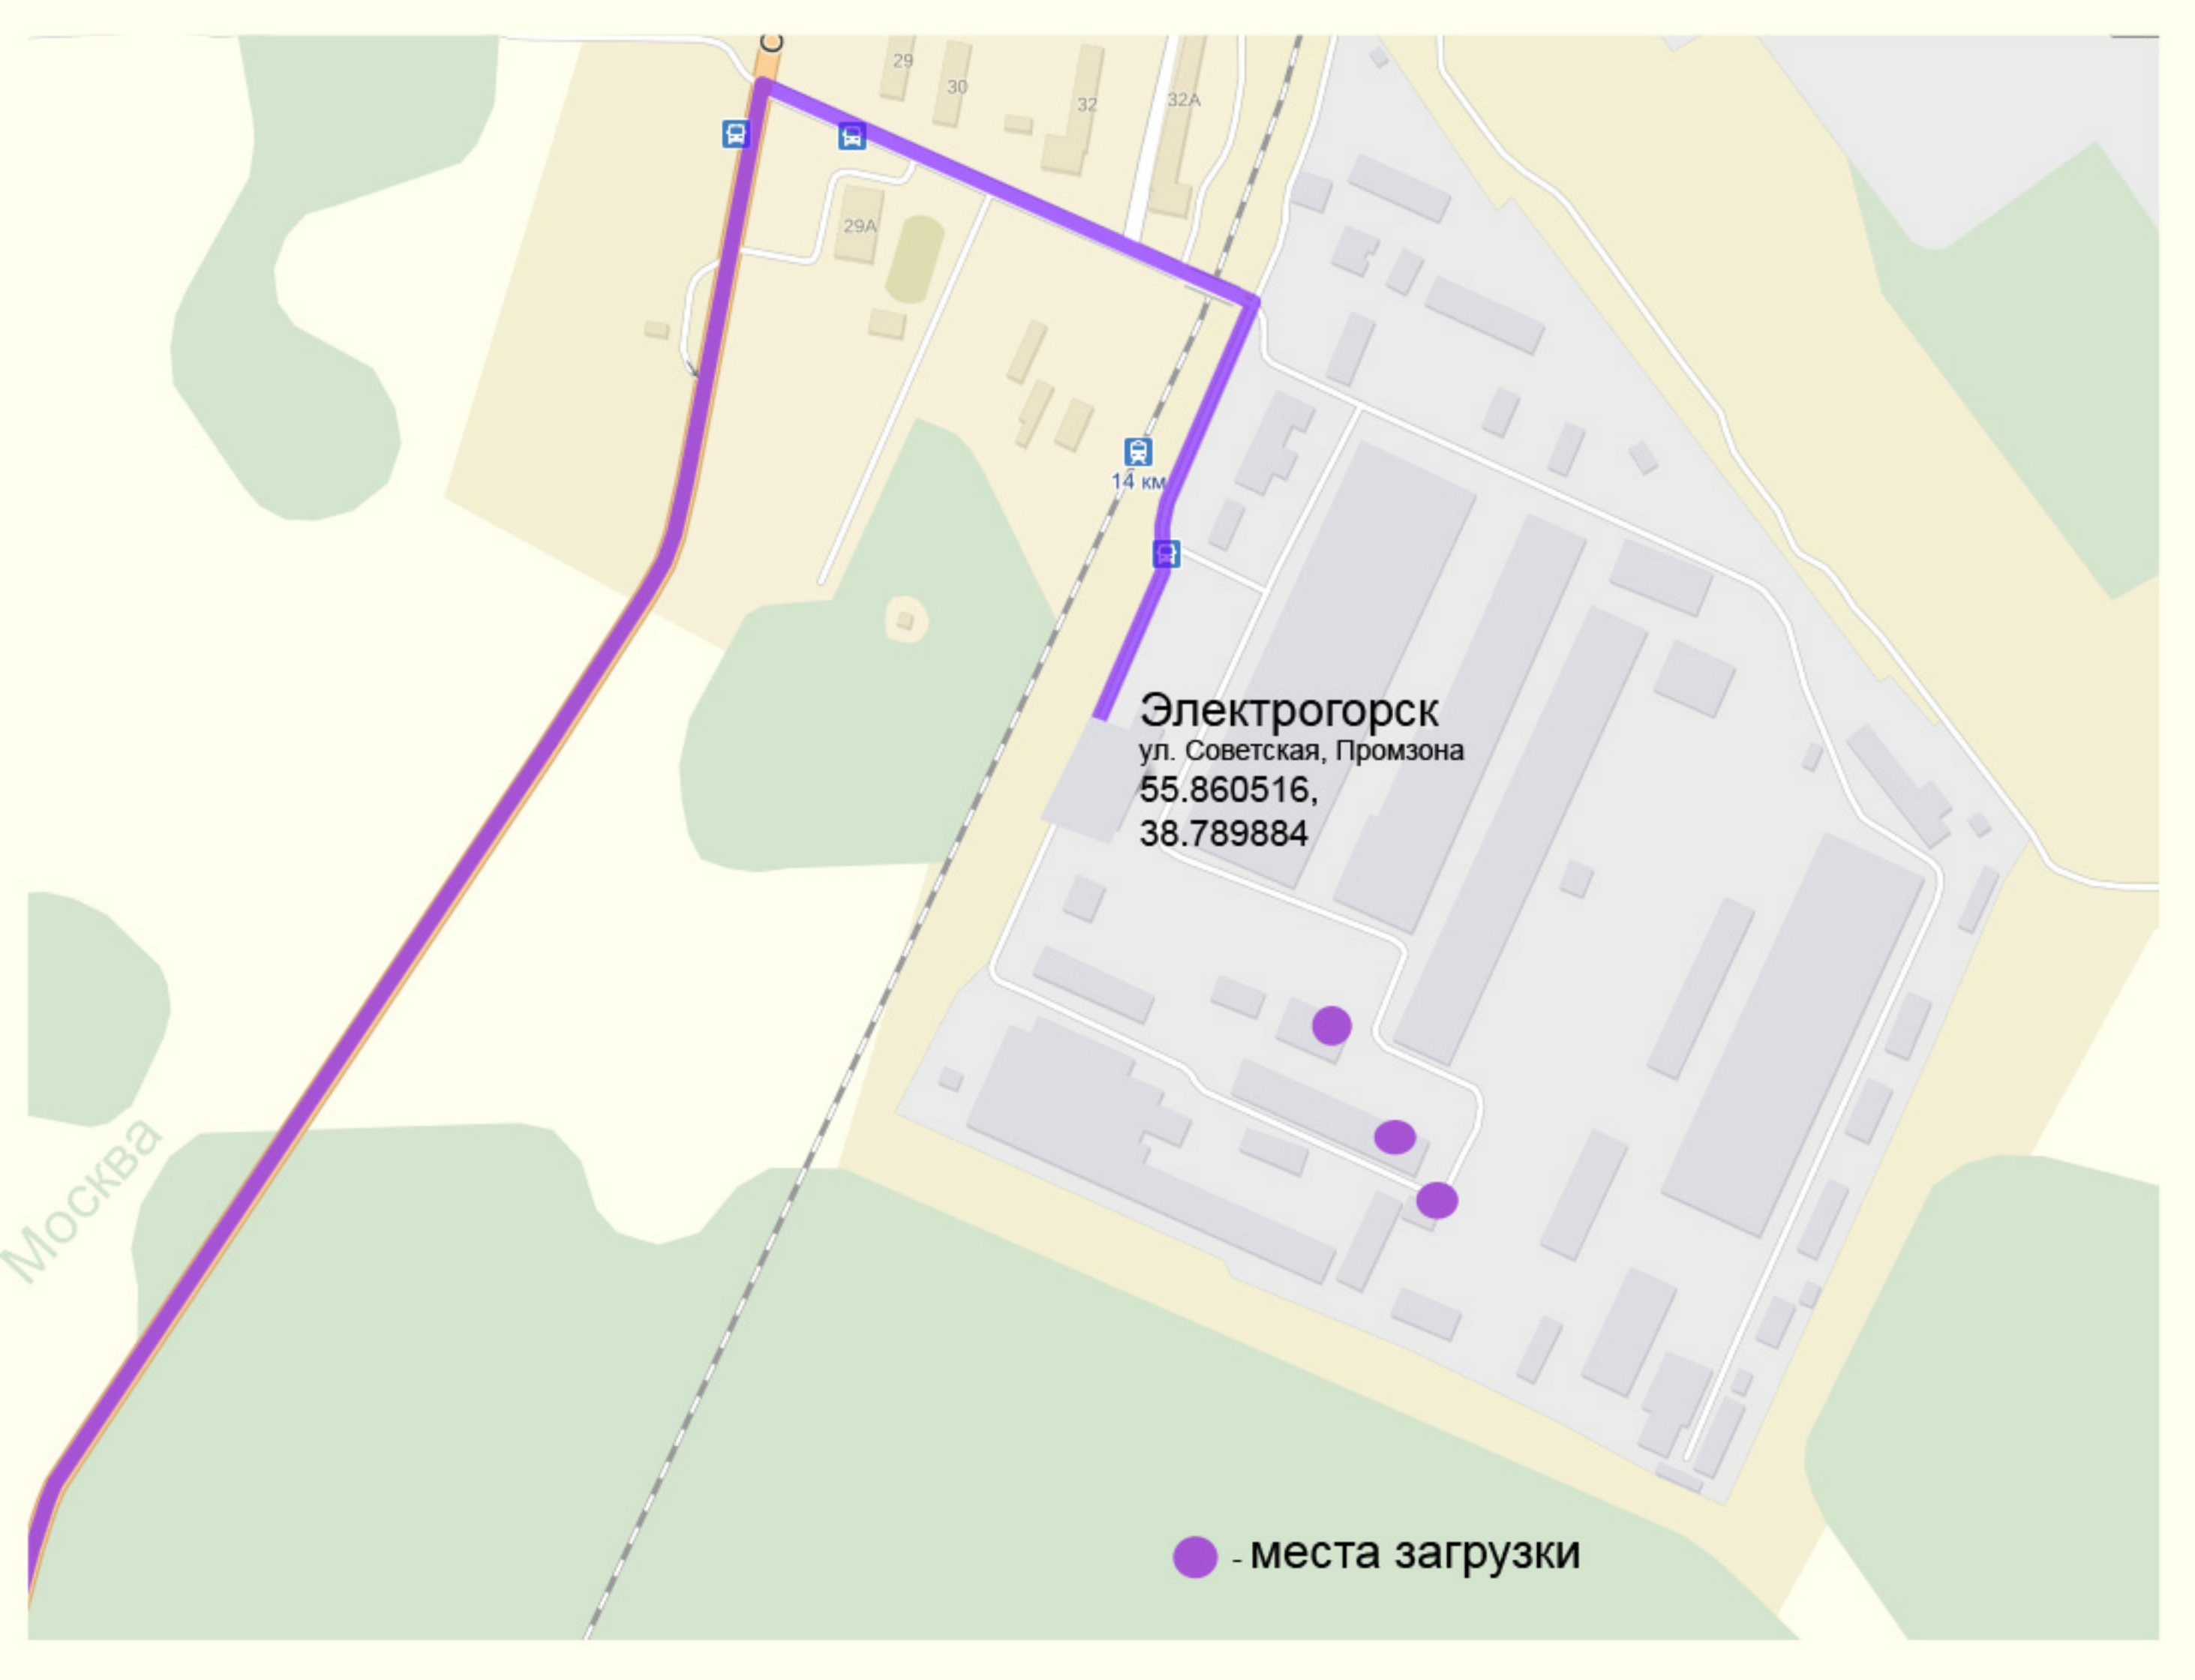 С
29
30
32
32А
29А
14 км
Электрогорск
ул. Советская, Промзона
55.860516,
38.789884
Москва
- места загрузки